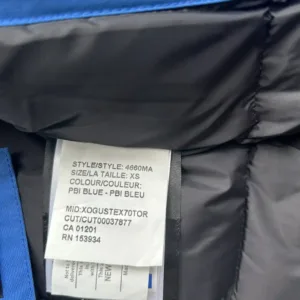 STYLE/STYLE: 4660MA
SIZE/LA TAILLE: XS
COLOUR/COULEUR:
PBI BLUE - PBI BLEU
MID:XOGUSTEX70TOR
CUT/CUT00037877
CA 01201
RN 153934